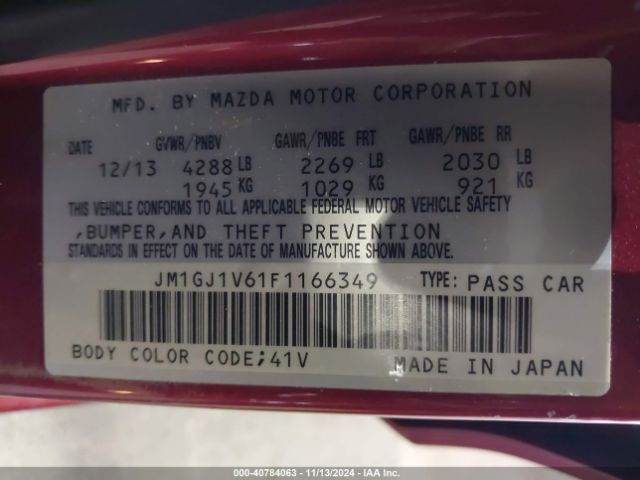 MFD. BY MAZDA MOTOR CORPORATION
DATE GVWR/PNBV GAWR/PNBE FRT GAWR/PNBE RR
12/13 4288 LB 2269 LB 2030 LB
1945 KG 1029 KG 921 KG
THIS VEHICLE CONFORMS TO ALL APPLICABLE FEDERAL MOTOR VEHICLE SAFETY
,BUMPER,AND THEFT PREVENTION
STANDARDS IN EFFECT ON THE DATE OF MANUFACTURE SHOWN ABOVE.
JM1GJ1V61F1166349 TYPE: PASS CAR
BODY COLOR CODE;41V MADE IN JAPAN
000-40784063 - 11/13/2024 - IAA Inc.